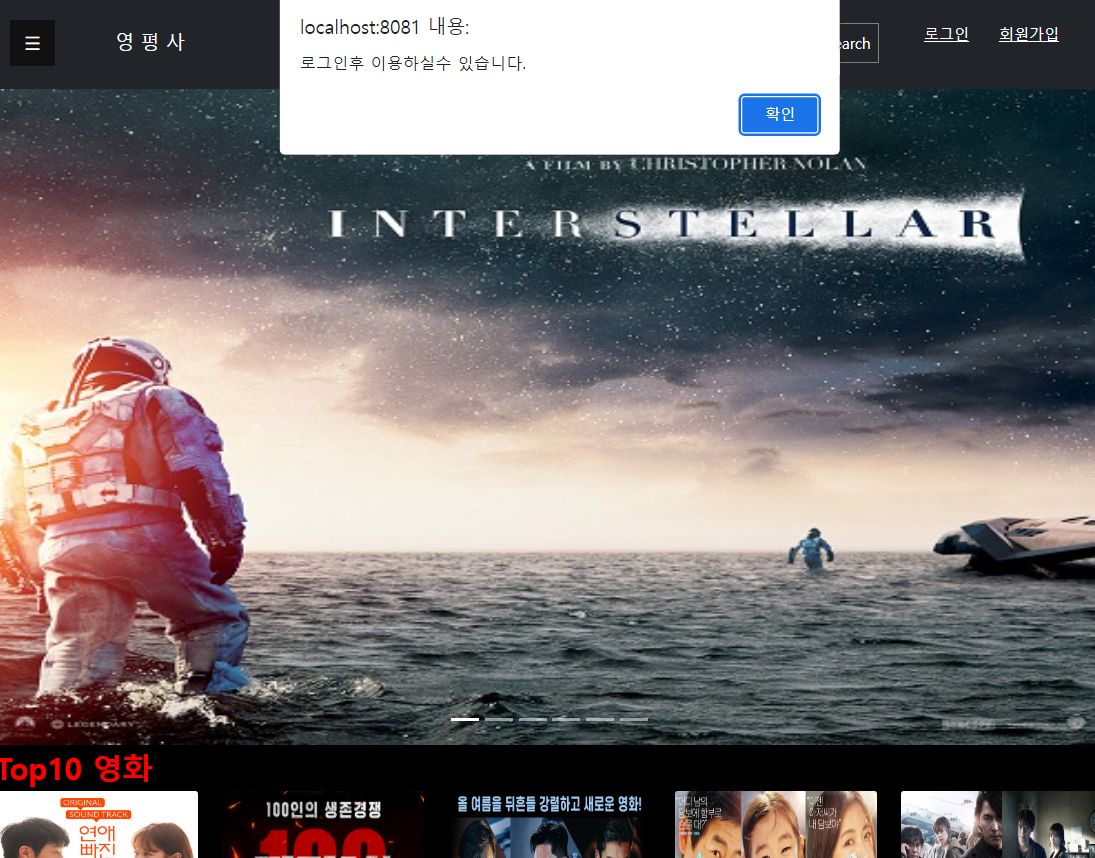 ☰
영 평 사
localhost:8081 내용:
로그인후 이용하실수 있습니다.
확인
earch
로그인
회원가입
A FILM BY CHRISTOPHER NOLAN
INTERSTELLAR
LEGENDARY
Top10 영화
ORIGINAL
SOUND TRACK
연애
빠진
100인의 생존경쟁
100
올 여름을 뒤흔들 강렬하고 새로운 영화!